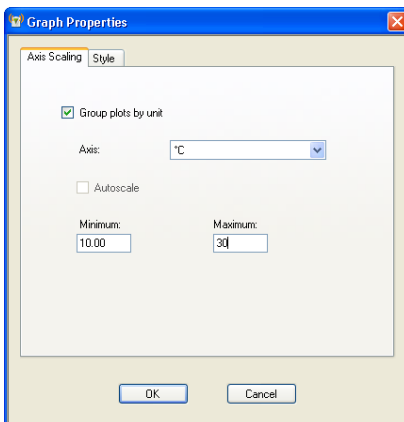 Graph Properties
Axis Scaling Style
Group plots by unit
Axis: °C
Autoscale
Minimum: Maximum:
10.00 30
OK Cancel